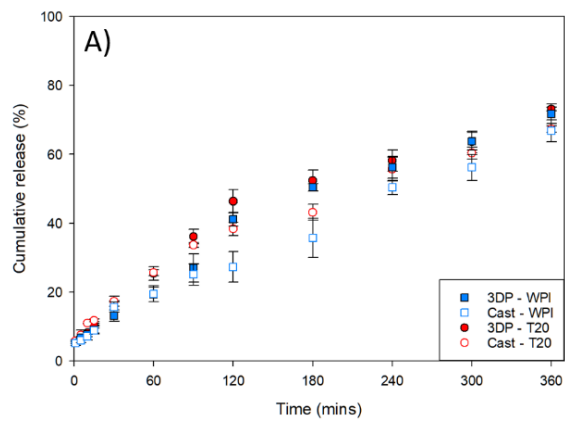 A)
100
80
60
40
20
0
Cumulative release (%)
0 60 120 180 240 300 360
Time (mins)
3DP - WPI
Cast - WPI
3DP - T20
Cast - T20